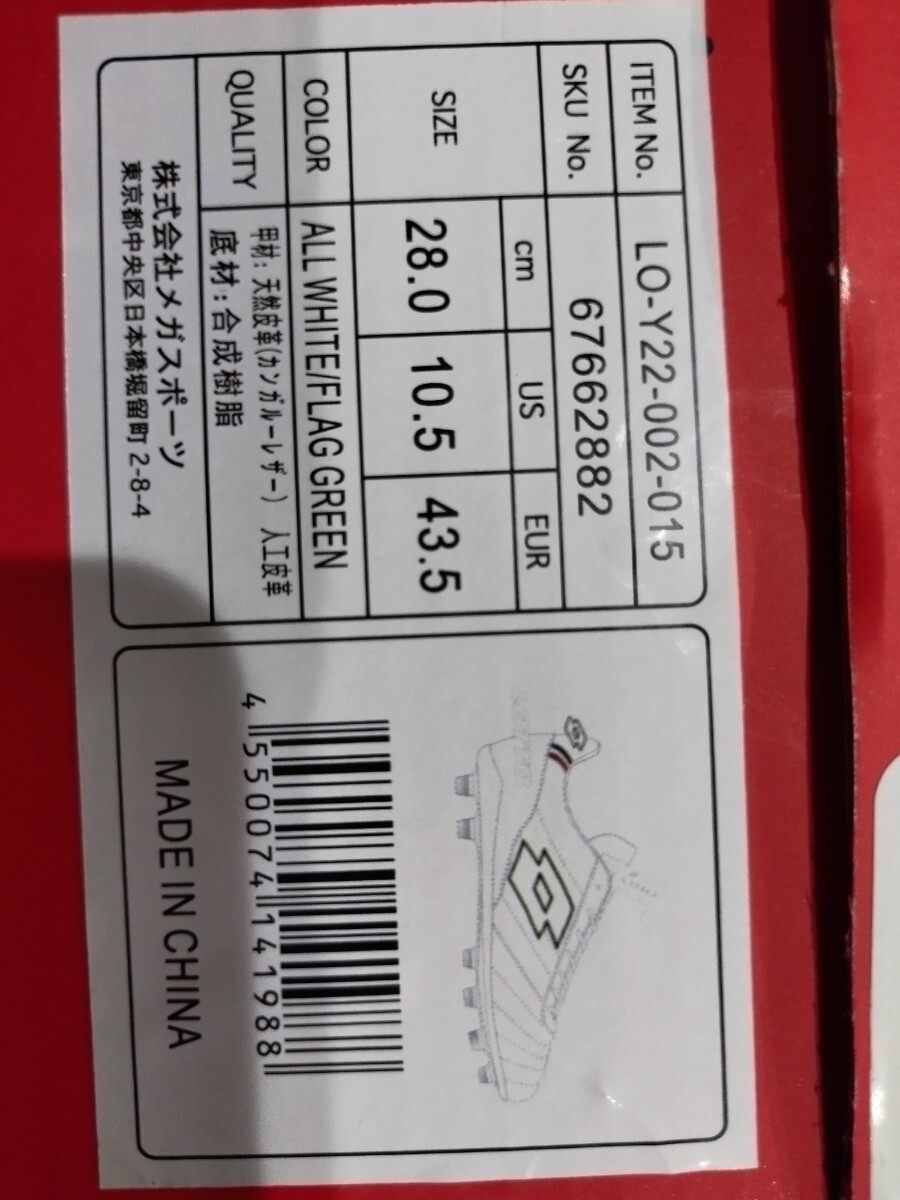 ITEM No. LO-Y22-002-015
SKU No. 67662882
SIZE cm US EUR
28.0 10.5 43.5
COLOR ALL WHITE/FLAG GREEN
QUALITY 甲材：天然皮革(カンガルーレザー) 人工皮革
底材：合成樹脂
株式会社メガスポーツ
東京都中央区日本橋堀留町 2-8-4
4 550074 141988
MADE IN CHINA